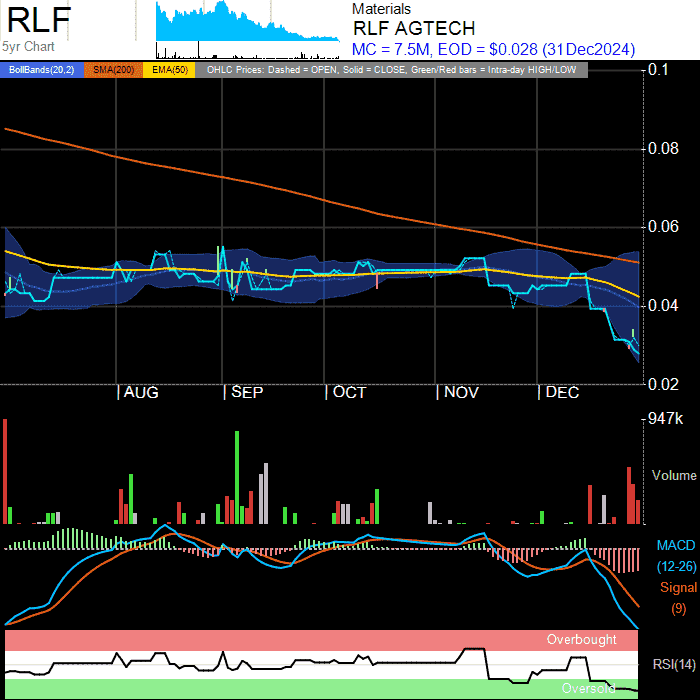 RLF
5yr Chart
Materials
RLF AGTECH
MC = 7.5M, EOD = $0.028 (31Dec2024)
BollBands(20,2) SMA(200) EMA(50) OHLC Prices: Dashed = OPEN, Solid = CLOSE, Green/Red bars = Intra-day HIGH/LOW
0.1
0.08
0.06
0.04
0.02
AUG SEP OCT NOV DEC
947k
Volume
MACD
(12-26)
Signal
(9)
Overbought
RSI(14)
Oversold